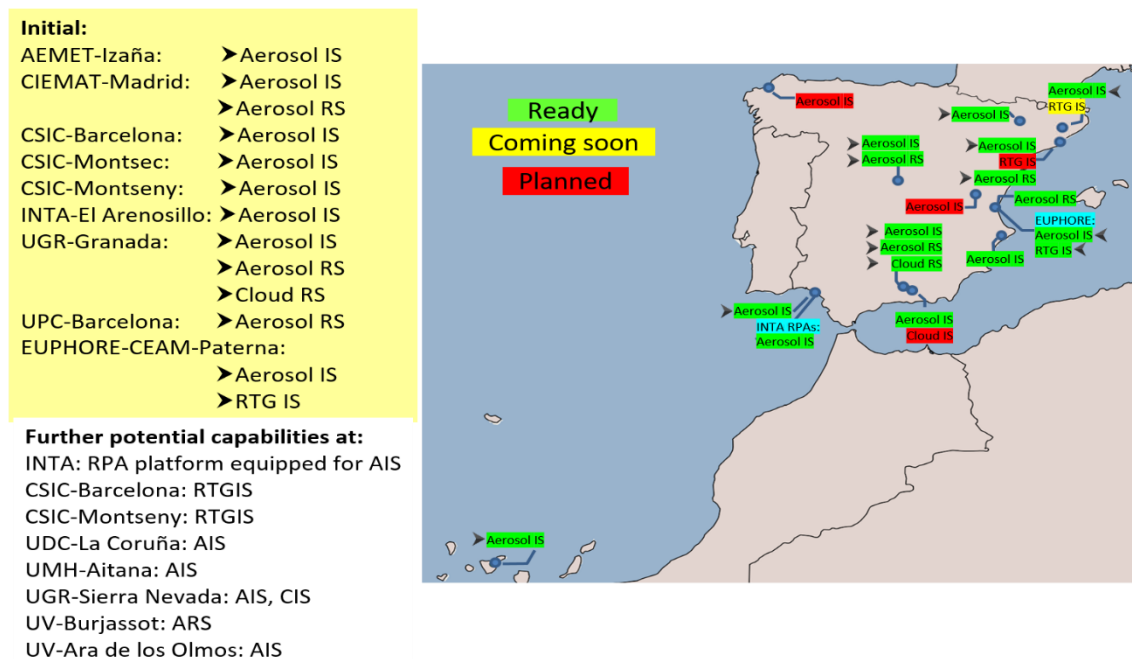 Initial:
AEMET-Izaña: ➤Aerosol IS
CIEMAT-Madrid: ➤Aerosol IS
➤Aerosol RS
CSIC-Barcelona: ➤Aerosol IS
CSIC-Montsec: ➤Aerosol IS
CSIC-Montseny: ➤Aerosol IS
INTA-El Arenosillo: ➤Aerosol IS
UGR-Granada: ➤Aerosol IS
➤Aerosol RS
➤Cloud RS
UPC-Barcelona: ➤Aerosol RS
EUPHORE-CEAM-Paterna:
➤Aerosol IS
➤RTG IS
Further potential capabilities at:
INTA: RPA platform equipped for AIS
CSIC-Barcelona: RTGIS
CSIC-Montseny: RTGIS
UDC-La Coruña: AIS
UMH-Aitana: AIS
UGR-Sierra Nevada: AIS, CIS
UV-Burjassot: ARS
UV-Ara de los Olmos: AIS
Ready
Coming soon
Planned
Aerosol IS
Aerosol IS
RTG IS
Aerosol IS
Aerosol IS
Aerosol RS
Aerosol IS
RTG IS
Aerosol RS
Aerosol IS
Aerosol RS
EUPHORE:
Aerosol IS
RTG IS
Aerosol IS
Aerosol IS
Aerosol RS
Cloud RS
Aerosol IS
INTA RPAs:
Aerosol IS
Aerosol IS
Cloud IS
Aerosol IS